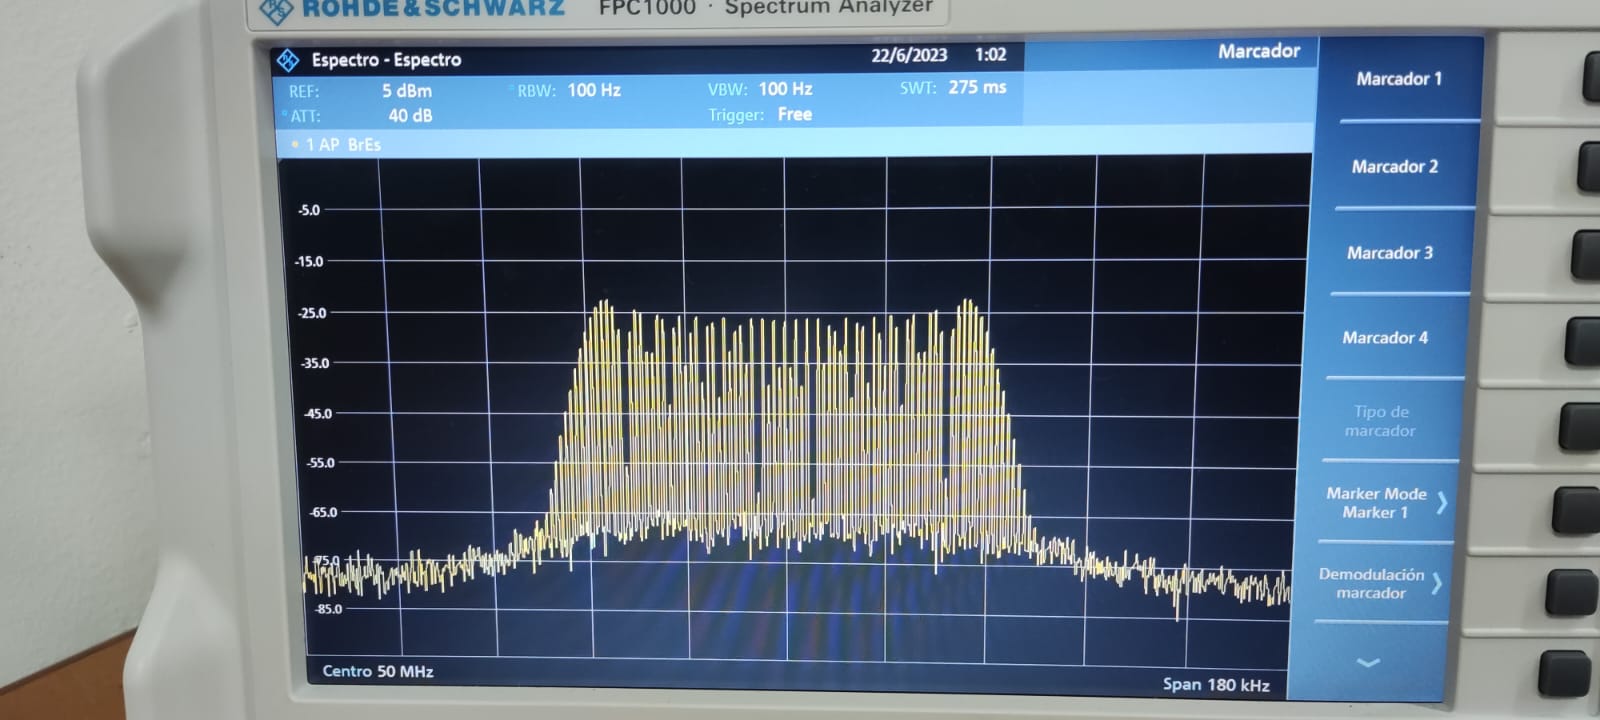 ROHDE & SCHWARZ FPC1000 · Spectrum Analyzer
Espectro - Espectro 22/6/2023 1:02 Marcador
REF: 5 dBm RBW: 100 Hz VBW: 100 Hz SWT: 275 ms
ATT: 40 dB Trigger: Free
1 AP BrEs
-5.0
-15.0
-25.0
-35.0
-45.0
-55.0
-65.0
-75.0
-85.0
Centro 50 MHz Span 180 kHz
Marcador 1
Marcador 2
Marcador 3
Marcador 4
Tipo de
marcador
Marker Mode
Marker 1
Demodulación
marcador